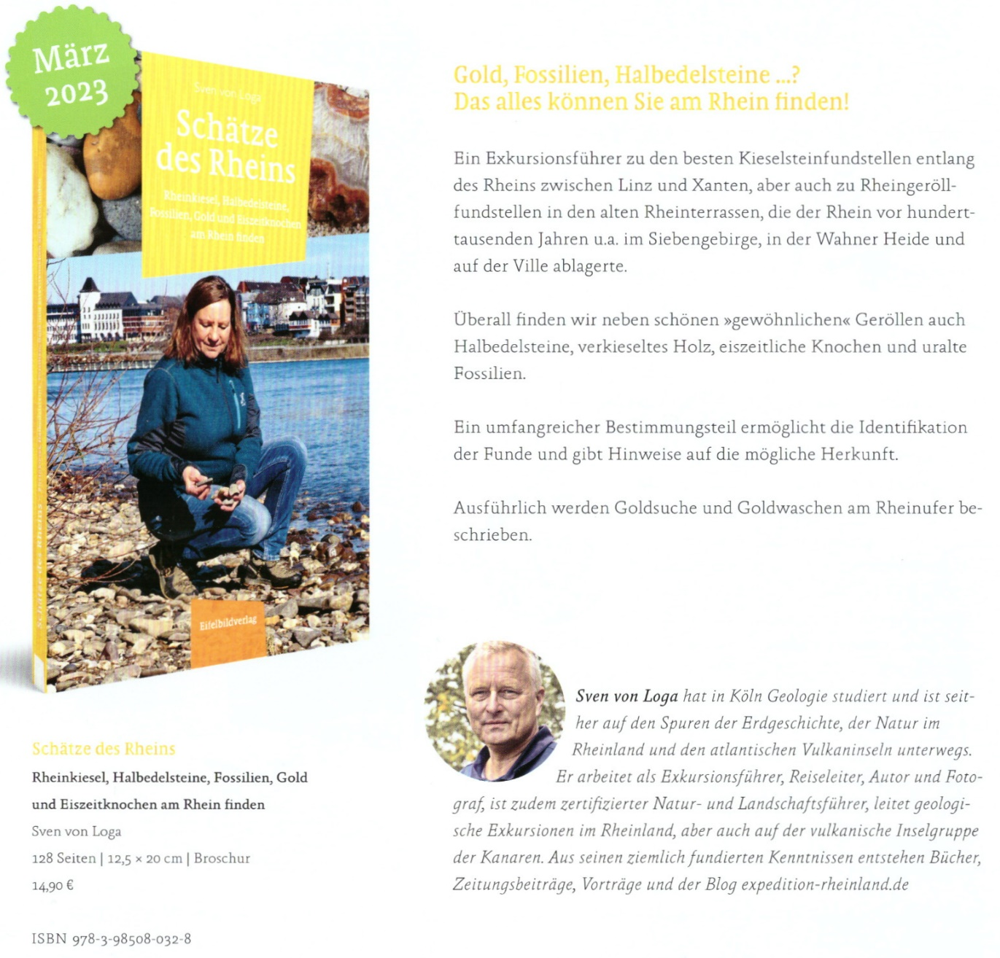 März
2023
Sven von Loga
Schätze
des Rheins
Rheinkiesel, Halbedelsteine,
Fossilien, Gold und Eiszeitknochen
am Rhein finden
Schätze des Rheins
Eifelbildverlag
Gold, Fossilien, Halbedelsteine ...?
Das alles können Sie am Rhein finden!
Ein Exkursionsführer zu den besten Kieselsteinfundstellen entlang
des Rheins zwischen Linz und Xanten, aber auch zu Rheingeröll-
fundstellen in den alten Rheinterrassen, die der Rhein vor hundert-
tausenden Jahren u.a. im Siebengebirge, in der Wahner Heide und
auf der Ville ablagerte.
Überall finden wir neben schönen »gewöhnlichen« Geröllen auch
Halbedelsteine, verkieseltes Holz, eiszeitliche Knochen und uralte
Fossilien.
Ein umfangreicher Bestimmungsteil ermöglicht die Identifikation
der Funde und gibt Hinweise auf die mögliche Herkunft.
Ausführlich werden Goldsuche und Goldwaschen am Rheinufer be-
schrieben.
Sven von Loga hat in Köln Geologie studiert und ist seit-
her auf den Spuren der Erdgeschichte, der Natur im
Rheinland und den atlantischen Vulkaninseln unterwegs.
Er arbeitet als Exkursionsführer, Reiseleiter, Autor und Foto-
graf, ist zudem zertifizierter Natur- und Landschaftsführer, leitet geologi-
sche Exkursionen im Rheinland, aber auch auf der vulkanische Inselgruppe
der Kanaren. Aus seinen ziemlich fundierten Kenntnissen entstehen Bücher,
Zeitungsbeiträge, Vorträge und der Blog expedition-rheinland.de
Schätze des Rheins
Rheinkiesel, Halbedelsteine, Fossilien, Gold
und Eiszeitknochen am Rhein finden
Sven von Loga
128 Seiten | 12,5 × 20 cm | Broschur
14,90 €
ISBN 978-3-98508-032-8